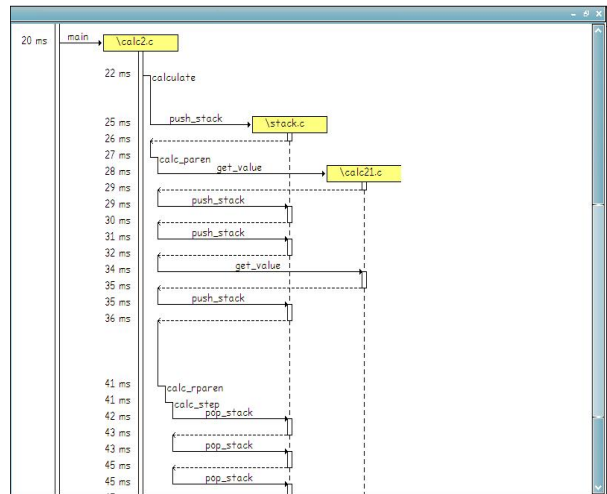 20 ms main \calc2.c
22 ms calculate
25 ms push_stack \stack.c
26 ms
27 ms calc_paren
28 ms get_value \calc21.c
29 ms
29 ms push_stack
30 ms
31 ms push_stack
32 ms
34 ms get_value
35 ms
35 ms push_stack
36 ms
41 ms calc_rparen
41 ms calc_step
42 ms pop_stack
43 ms
43 ms pop_stack
45 ms
45 ms pop_stack